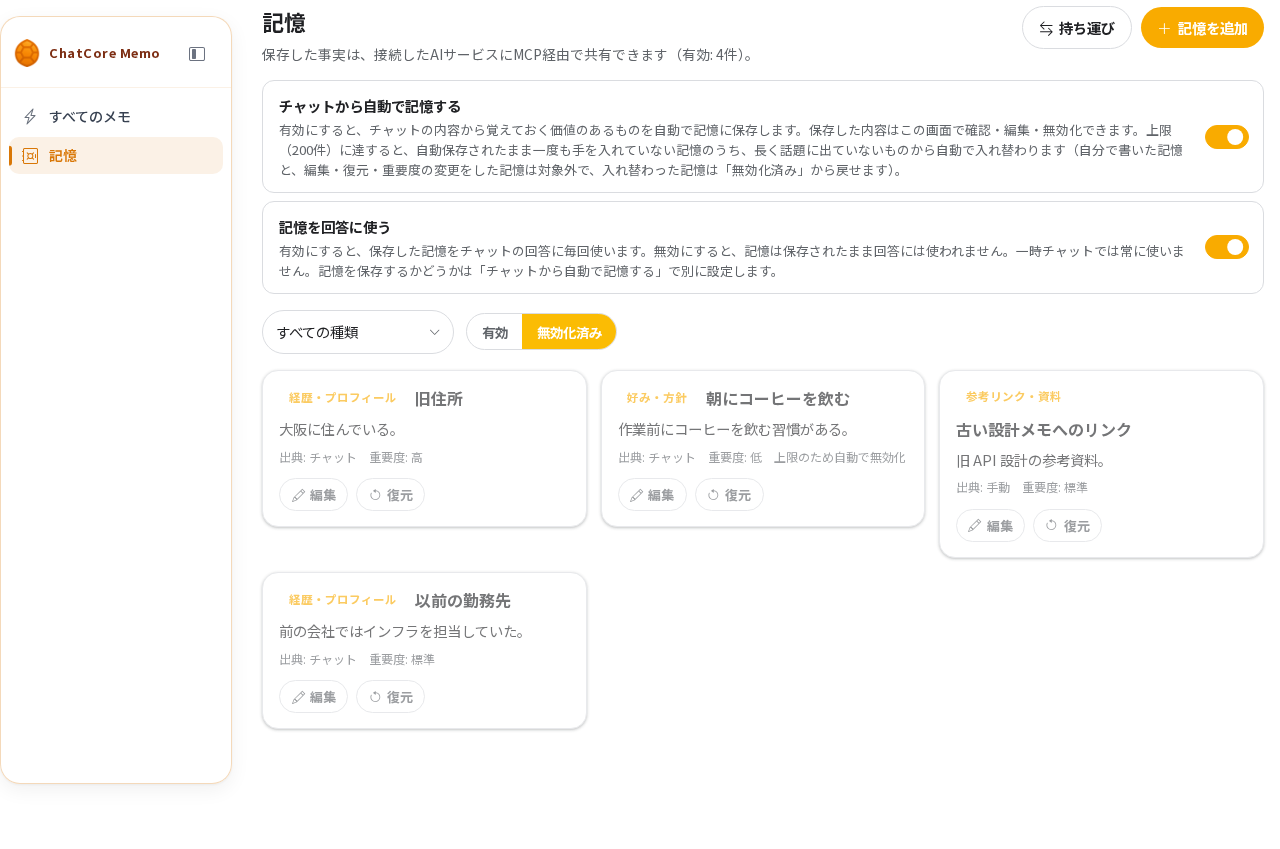 ChatCore Memo
すべてのメモ
記憶
記憶
保存した事実は、接続したAIサービスにMCP経由で共有できます（有効: 4件）。
持ち運び
記憶を追加
チャットから自動で記憶する
有効にすると、チャットの内容から覚えておく価値のあるものを自動で記憶に保存します。保存した内容はこの画面で確認・編集・無効化できます。上限
（200件）に達すると、自動保存されたまま一度も手を入れていない記憶のうち、長く話題に出ていないものから自動で入れ替わります（自分で書いた記憶
と、編集・復元・重要度の変更をした記憶は対象外で、入れ替わった記憶は「無効化済み」から戻せます）。
記憶を回答に使う
有効にすると、保存した記憶をチャットの回答に毎回使います。無効にすると、記憶は保存されたまま回答には使われません。一時チャットでは常に使いま
せん。記憶を保存するかどうかは「チャットから自動で記憶する」で別に設定します。
すべての種類
有効
無効化済み
経歴・プロフィール 旧住所
大阪に住んでいる。
出典: チャット 重要度: 高
編集
復元
好み・方針 朝にコーヒーを飲む
作業前にコーヒーを飲む習慣がある。
出典: チャット 重要度: 低 上限のため自動で無効化
編集
復元
参考リンク・資料
古い設計メモへのリンク
旧 API 設計の参考資料。
出典: 手動 重要度: 標準
編集
復元
経歴・プロフィール 以前の勤務先
前の会社ではインフラを担当していた。
出典: チャット 重要度: 標準
編集
復元